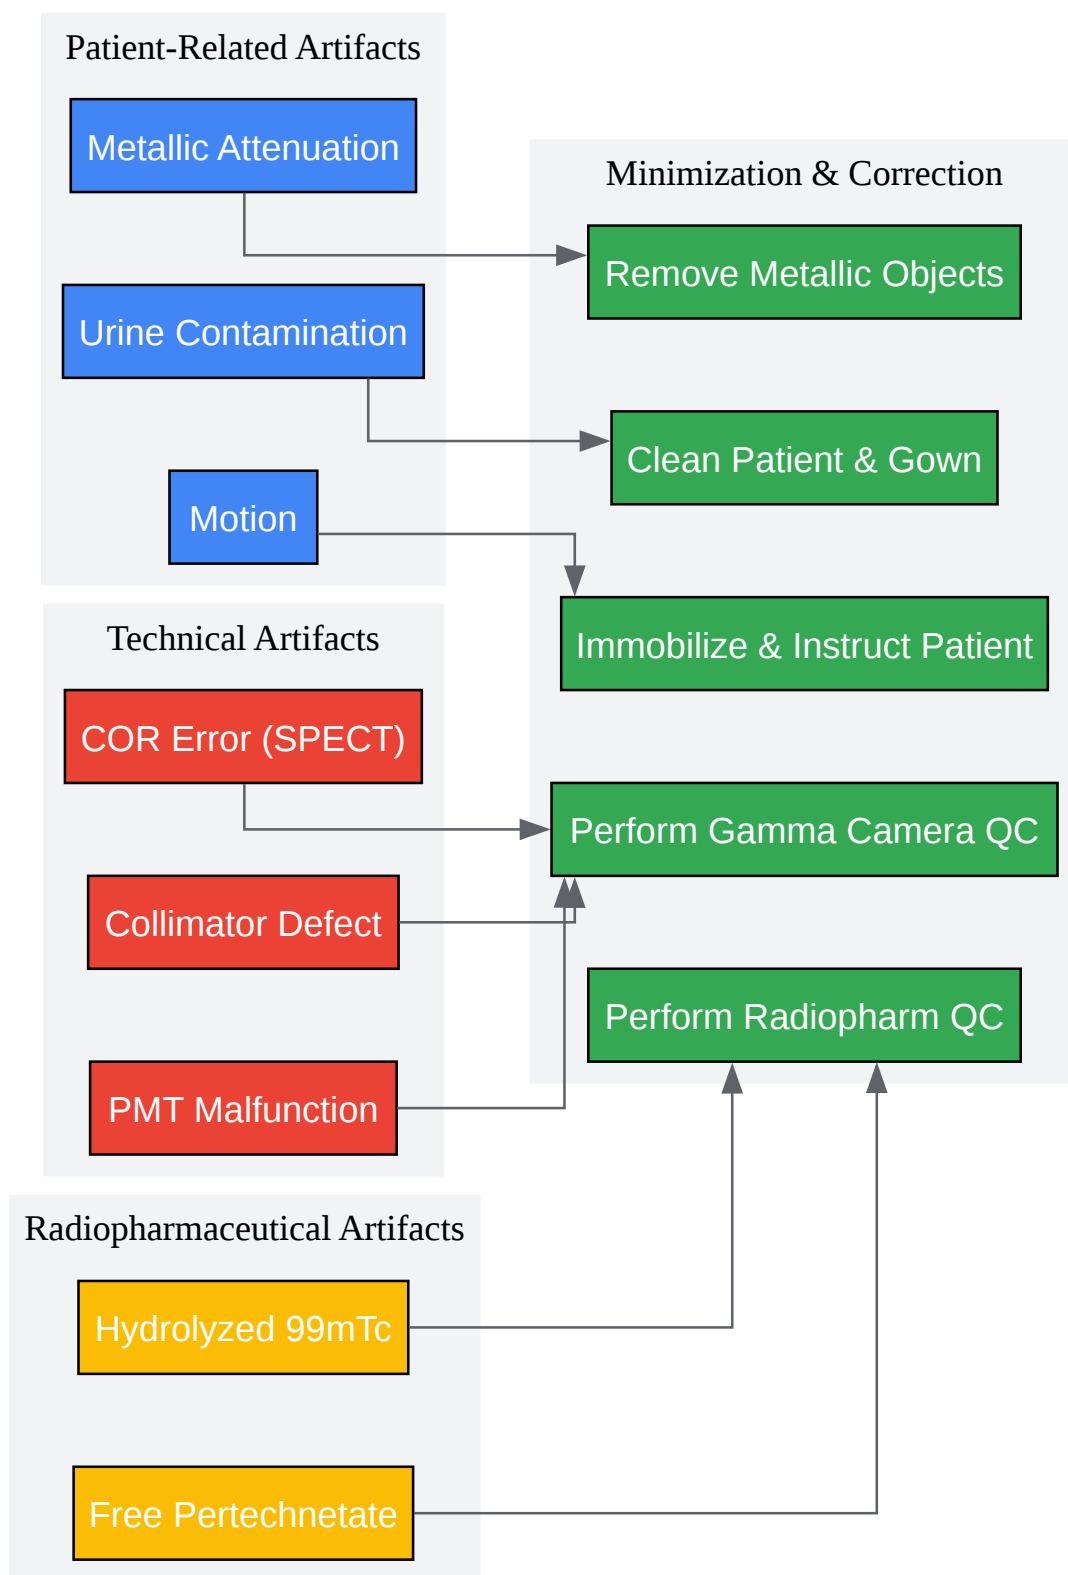 Patient-Related Artifacts
Metallic Attenuation
Urine Contamination
Motion
Minimization & Correction
Remove Metallic Objects
Clean Patient & Gown
Immobilize & Instruct Patient
Perform Gamma Camera QC
Perform Radiopharm QC
Technical Artifacts
COR Error (SPECT)
Collimator Defect
PMT Malfunction
Radiopharmaceutical Artifacts
Hydrolyzed 99mTc
Free Pertechnetate